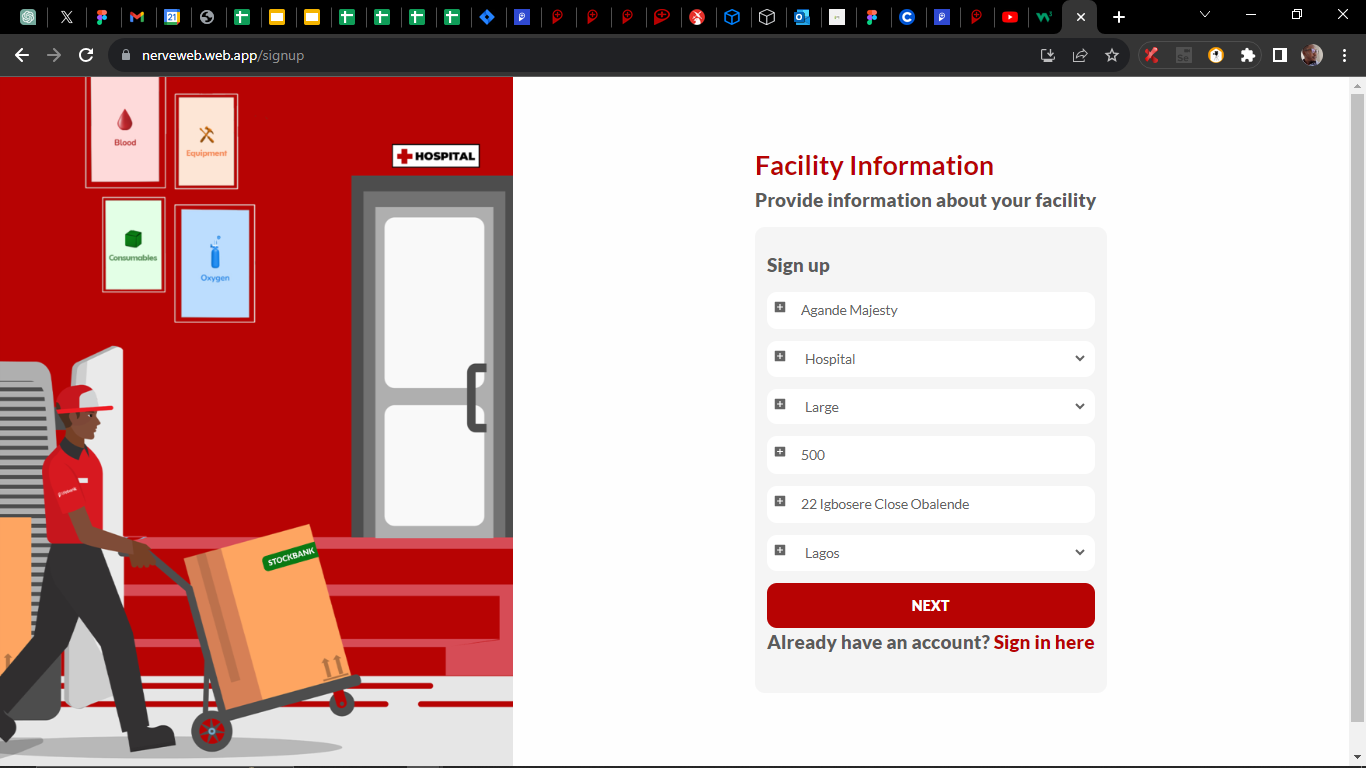 nerveweb.web.app/signup
Blood
Equipment
HOSPITAL
Consumables
Oxygen
STOCKBANK
Facility Information
Provide information about your facility
Sign up
Agande Majesty
Hospital
Large
500
22 Igbosere Close Obalende
Lagos
NEXT
Already have an account? Sign in here